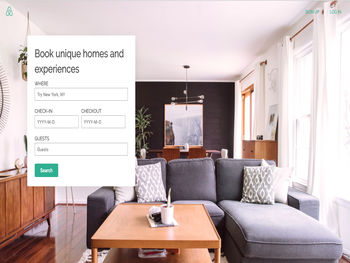 SIGN UP
LOG IN
Book unique homes and
experiences
WHERE
Try New York, NY
CHECK-IN
CHECKOUT
YYYY-M-D
YYYY-M-D
GUESTS
Guests
Search